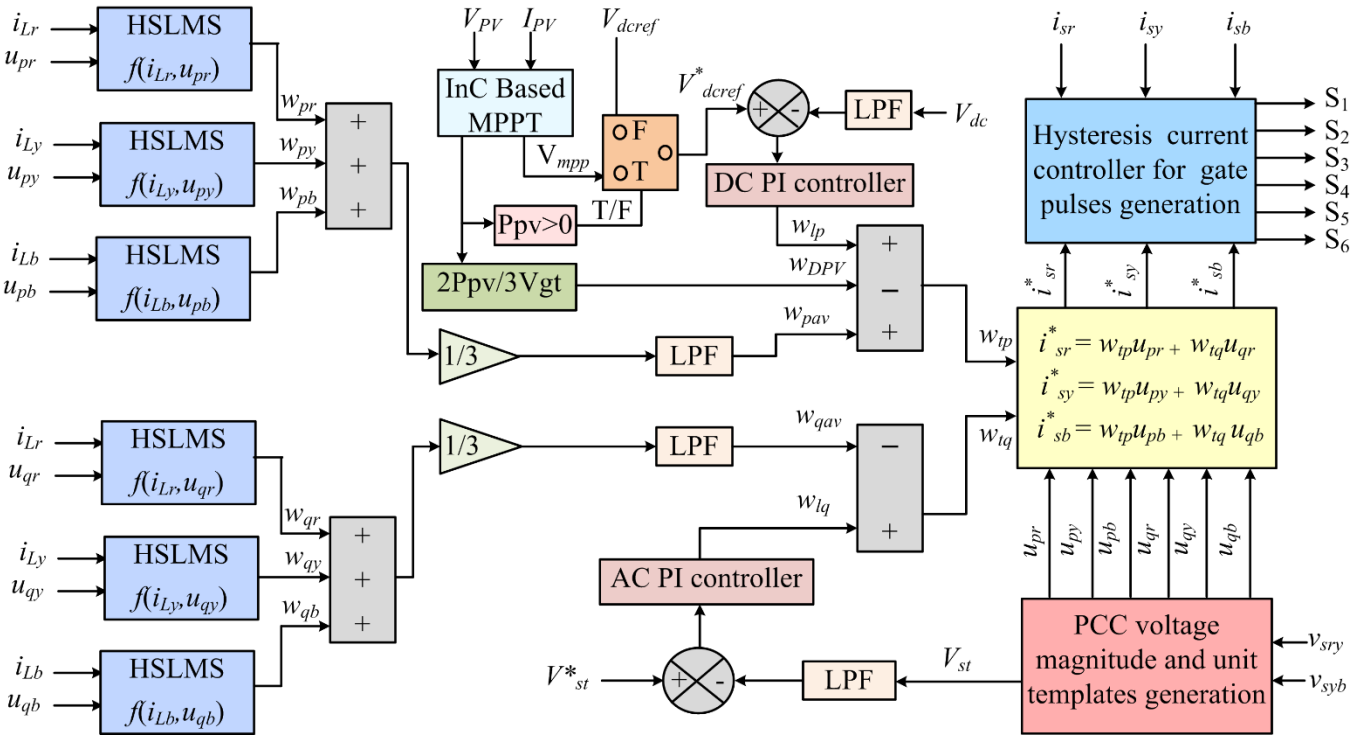 i_Lr
u_pr
HSLMS
f(i_Lr,u_pr)
w_pr
i_Ly
u_py
HSLMS
f(i_Ly,u_py)
w_py
i_Lb
u_pb
HSLMS
f(i_Lb,u_pb)
w_pb
+
+
+
V_PV
I_PV
InC Based
MPPT
V_mpp
V_dcref
F
T
T/F
Ppv>0
2Ppv/3Vgt
V*_dcref
+
-
LPF
V_dc
DC PI controller
w_lp
w_DPV
w_pav
+
−
+
1/3
LPF
w_tp
i_sr
i_sy
i_sb
Hysteresis current
controller for gate
pulses generation
S1
S2
S3
S4
S5
S6
i*_sr
i*_sy
i*_sb
i*_sr = w_tp u_pr + w_tq u_qr
i*_sy = w_tp u_py + w_tq u_qy
i*_sb = w_tp u_pb + w_tq u_qb
i_Lr
u_qr
HSLMS
f(i_Lr,u_qr)
w_qr
i_Ly
u_qy
HSLMS
f(i_Ly,u_qy)
w_qy
i_Lb
u_qb
HSLMS
f(i_Lb,u_qb)
w_qb
+
+
+
1/3
LPF
w_qav
w_lq
−
+
w_tq
AC PI controller
V*_st
+
-
LPF
V_st
u_pr
u_py
u_pb
u_qr
u_qy
u_qb
PCC voltage
magnitude and unit
templates generation
v_sry
v_syb